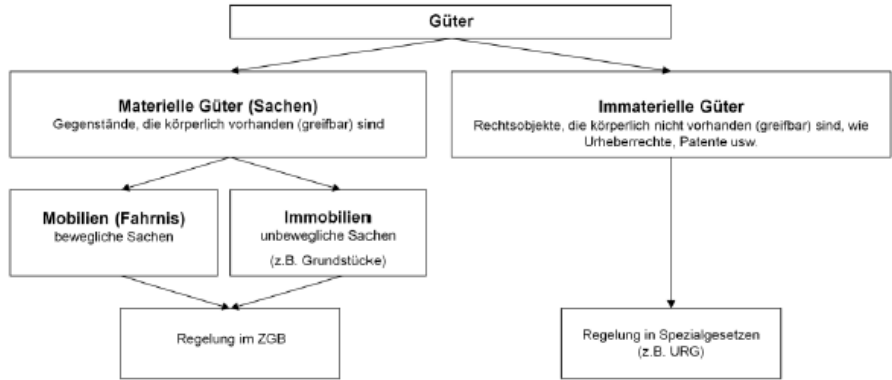 Güter
Materielle Güter (Sachen)
Gegenstände, die körperlich vorhanden (greifbar) sind
Immaterielle Güter
Rechtsobjekte, die körperlich nicht vorhanden (greifbar) sind, wie
Urheberrechte, Patente usw.
Mobilien (Fahrnis)
bewegliche Sachen
Immobilien
unbewegliche Sachen
(z.B. Grundstücke)
Regelung im ZGB
Regelung in Spezialgesetzen
(z.B. URG)